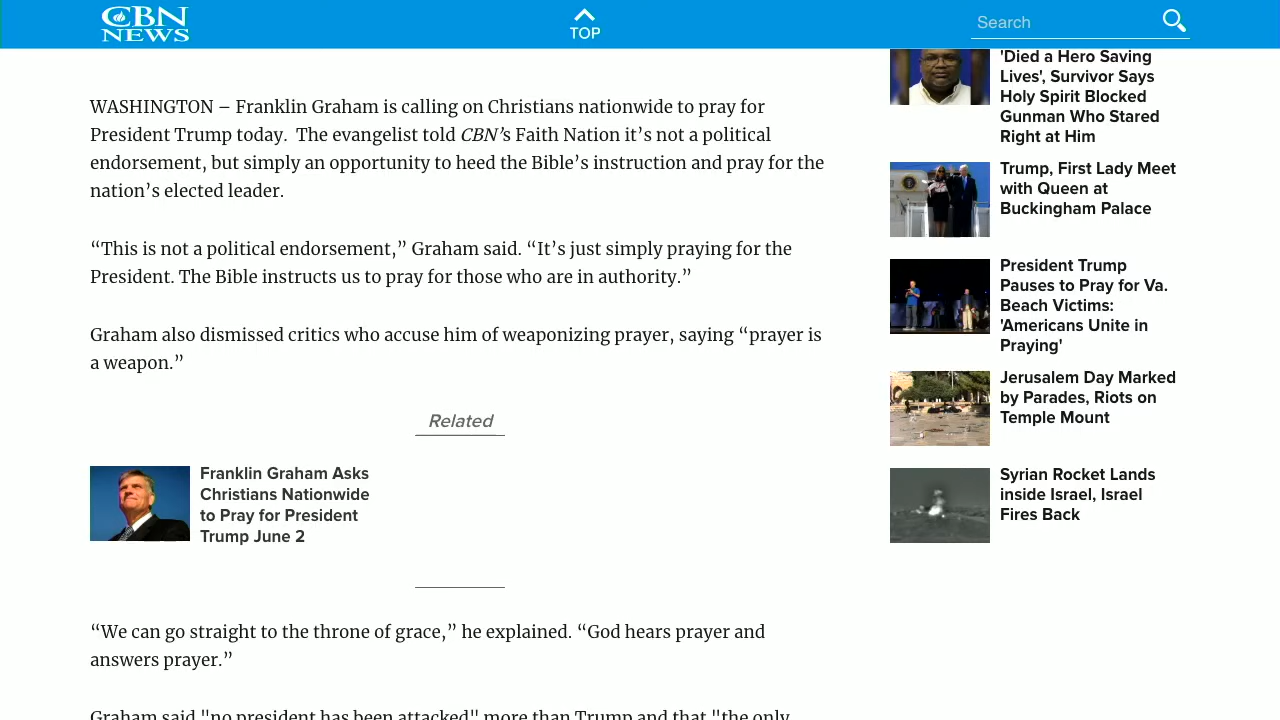 CBN
NEWS
TOP
Search
WASHINGTON – Franklin Graham is calling on Christians nationwide to pray for
President Trump today.  The evangelist told CBN’s Faith Nation it’s not a political
endorsement, but simply an opportunity to heed the Bible’s instruction and pray for the
nation’s elected leader.
“This is not a political endorsement,” Graham said. “It’s just simply praying for the
President. The Bible instructs us to pray for those who are in authority.”
Graham also dismissed critics who accuse him of weaponizing prayer, saying “prayer is
a weapon.”
Related
Franklin Graham Asks
Christians Nationwide
to Pray for President
Trump June 2
“We can go straight to the throne of grace,” he explained. “God hears prayer and
answers prayer.”
Graham said "no president has been attacked" more than Trump and that "the only
'Died a Hero Saving
Lives', Survivor Says
Holy Spirit Blocked
Gunman Who Stared
Right at Him
Trump, First Lady Meet
with Queen at
Buckingham Palace
President Trump
Pauses to Pray for Va.
Beach Victims:
'Americans Unite in
Praying'
Jerusalem Day Marked
by Parades, Riots on
Temple Mount
Syrian Rocket Lands
inside Israel, Israel
Fires Back